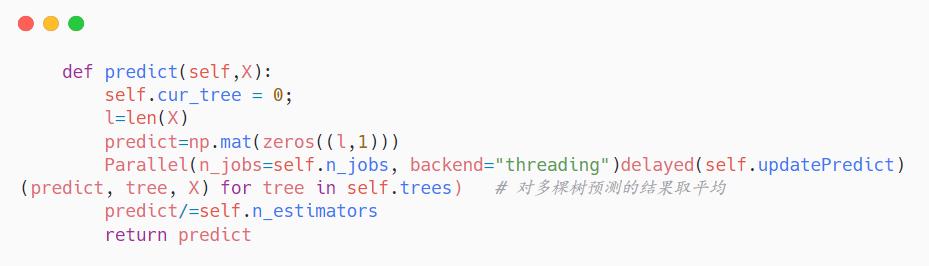 def predict(self,X):
self.cur_tree = 0;
l=len(X)
predict=np.mat(zeros((l,1)))
Parallel(n_jobs=self.n_jobs, backend="threading")delayed(self.updatePredict)
(predict, tree, X) for tree in self.trees)   # 对多棵树预测的结果取平均
predict/=self.n_estimators
return predict